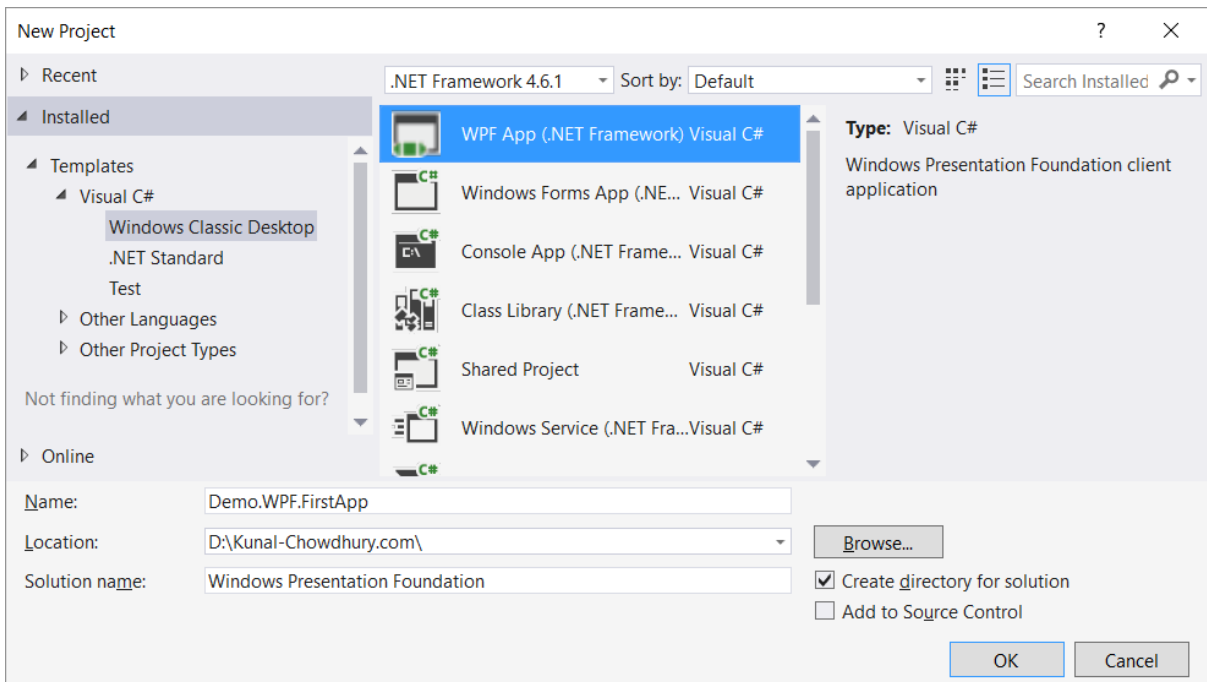 New Project ?
Recent
.NET Framework 4.6.1 Sort by: Default Search Installed
Installed
Templates
Visual C#
Windows Classic Desktop
.NET Standard
Test
Other Languages
Other Project Types
Not finding what you are looking for?
Online
WPF App (.NET Framework) Visual C#
C# Windows Forms App (.NE... Visual C#
C# C:\ Console App (.NET Frame... Visual C#
C# Class Library (.NET Frame... Visual C#
C# Shared Project Visual C#
C# Windows Service (.NET Fra...Visual C#
C#
Type: Visual C#
Windows Presentation Foundation client
application
Name: Demo.WPF.FirstApp
Location: D:\Kunal-Chowdhury.com\ Browse...
Solution name: Windows Presentation Foundation
Create directory for solution
Add to Source Control
OK Cancel